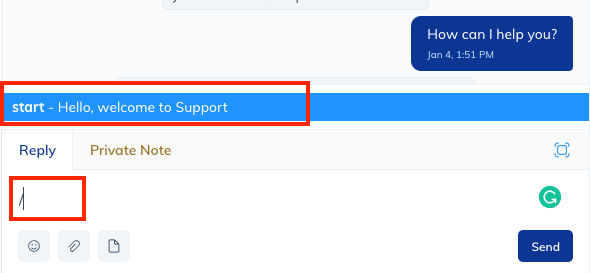 How can I help you?
Jan 4, 1:51 PM
start - Hello, welcome to Support
Reply
Private Note
/
Send